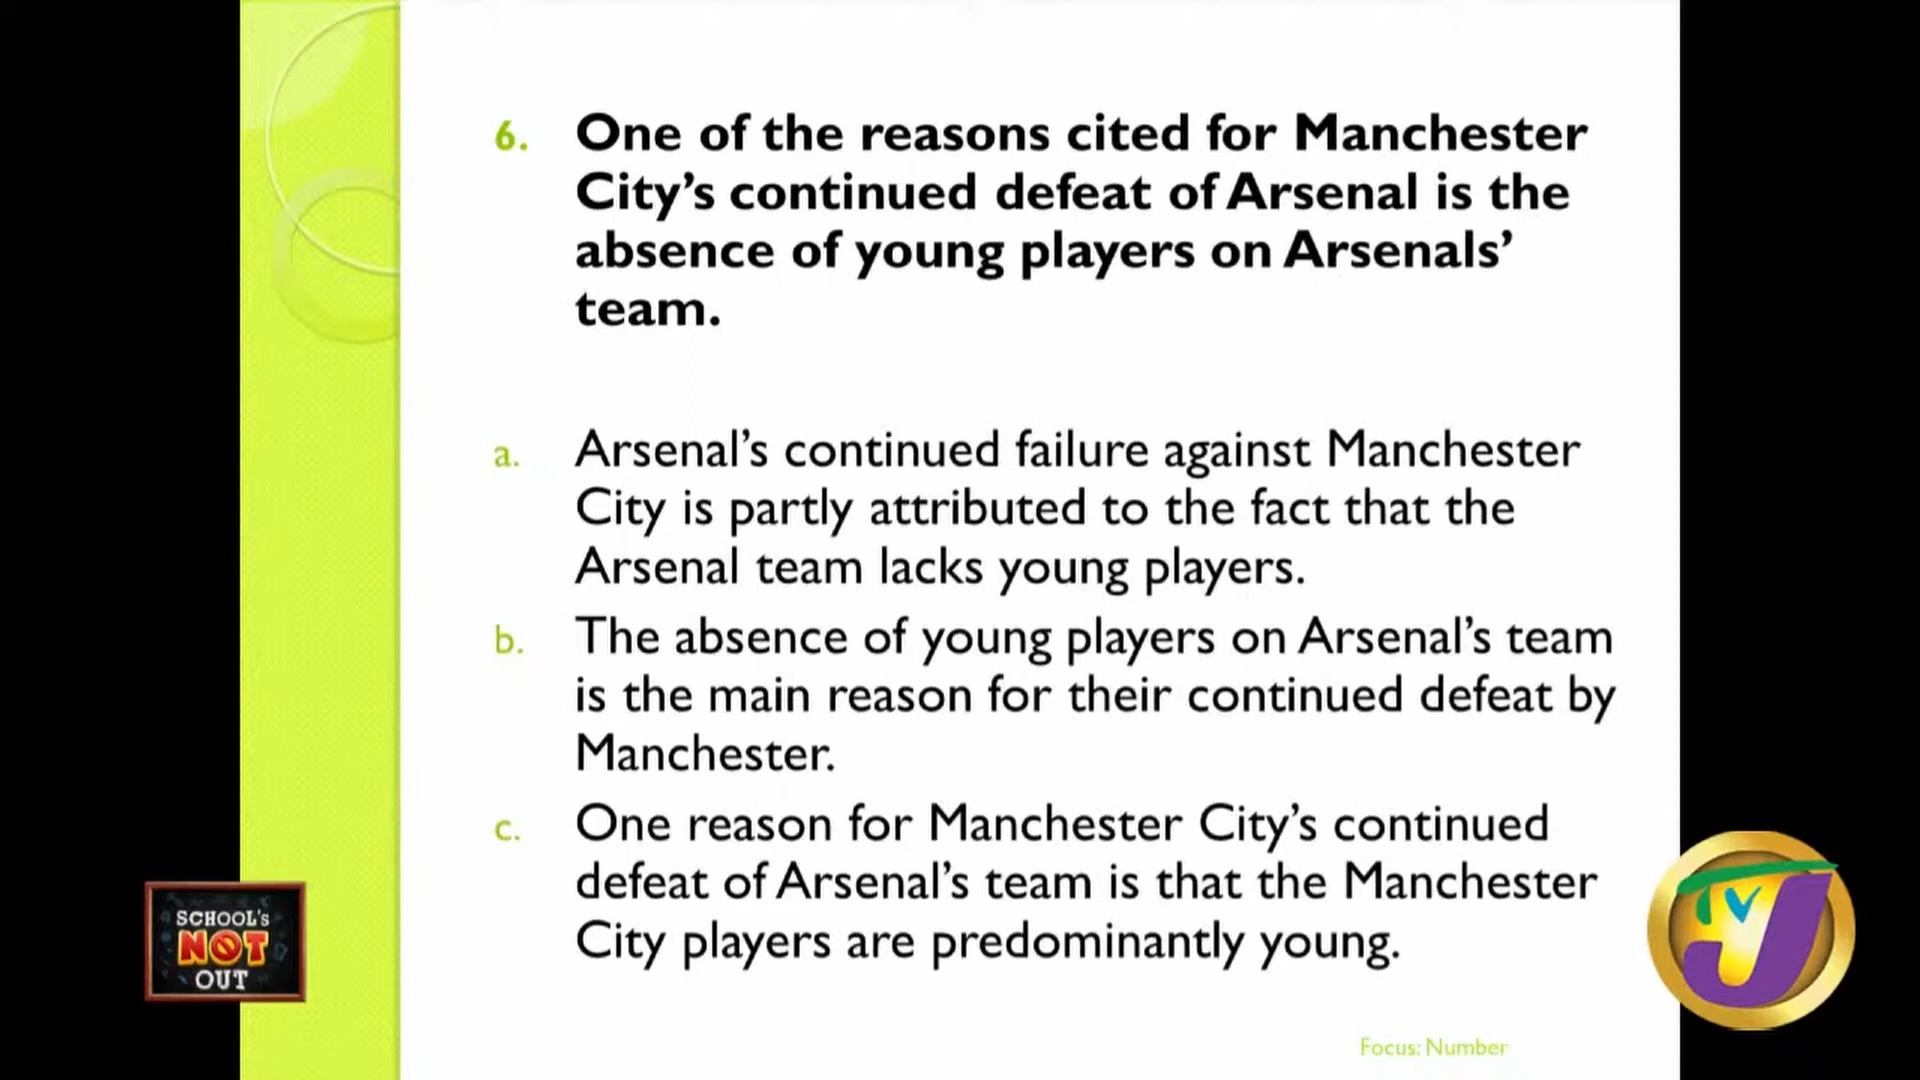 6. One of the reasons cited for Manchester
City’s continued defeat of Arsenal is the
absence of young players on Arsenals’
team.
a. Arsenal’s continued failure against Manchester
City is partly attributed to the fact that the
Arsenal team lacks young players.
b. The absence of young players on Arsenal’s team
is the main reason for their continued defeat by
Manchester.
c. One reason for Manchester City’s continued
defeat of Arsenal’s team is that the Manchester
City players are predominantly young.
SCHOOL'S
NOT
OUT
TVJ
Focus: Number